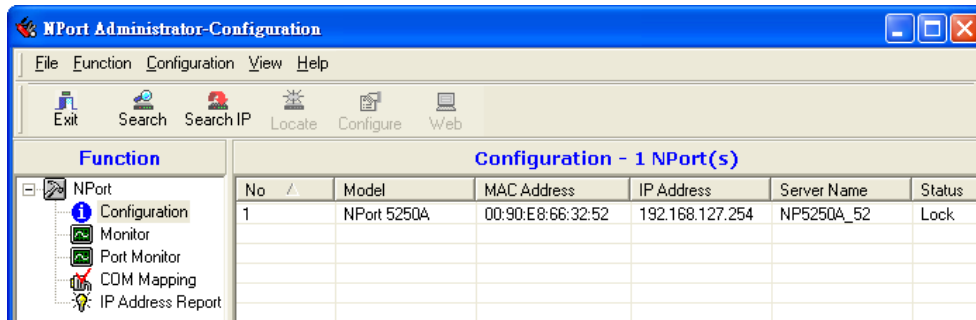 NPort Administrator-Configuration
File Function Configuration View Help
Exit Search Search IP Locate Configure Web
Function
Configuration - 1 NPort(s)
NPort
Configuration
Monitor
Port Monitor
COM Mapping
IP Address Report
No Model MAC Address IP Address Server Name Status
1 NPort 5250A 00:90:E8:66:32:52 192.168.127.254 NP5250A_52 Lock